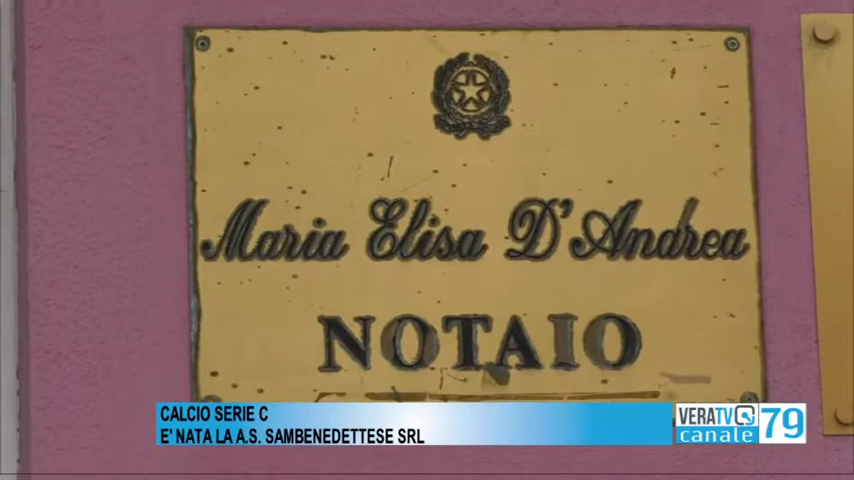 Maria Elisa D'Andrea
NOTAIO
CALCIO SERIE C
E' NATA LA A.S. SAMBENEDETTESE SRL
VERATV
canale 79